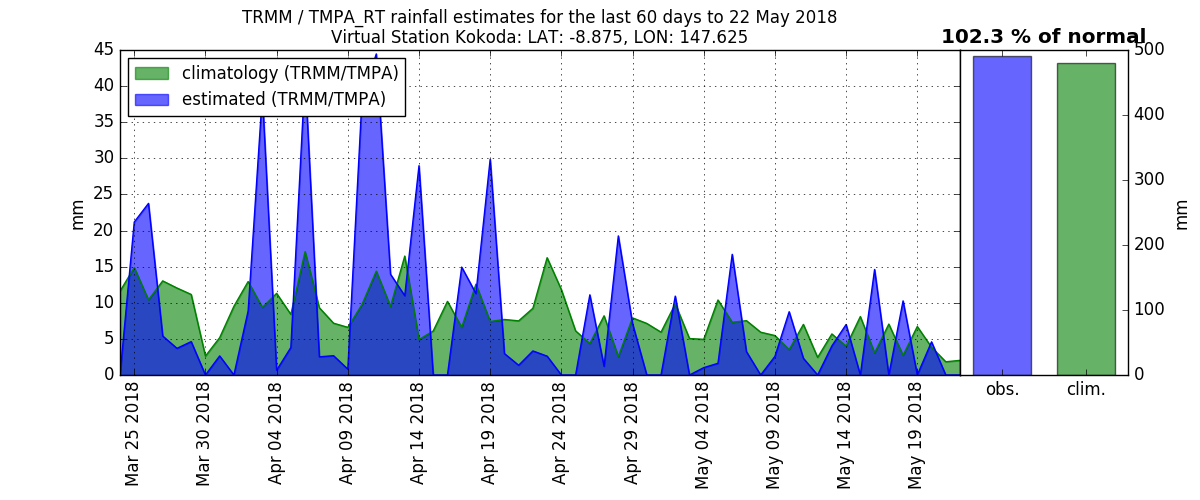 TRMM / TMPA_RT rainfall estimates for the last 60 days to 22 May 2018
Virtual Station Kokoda: LAT: -8.875, LON: 147.625
102.3 % of normal
climatology (TRMM/TMPA)
estimated (TRMM/TMPA)
45
40
35
30
25
20
15
10
5
0
mm
Mar 25 2018
Mar 30 2018
Apr 04 2018
Apr 09 2018
Apr 14 2018
Apr 19 2018
Apr 24 2018
Apr 29 2018
May 04 2018
May 09 2018
May 14 2018
May 19 2018
500
400
300
200
100
0
mm
obs.
clim.